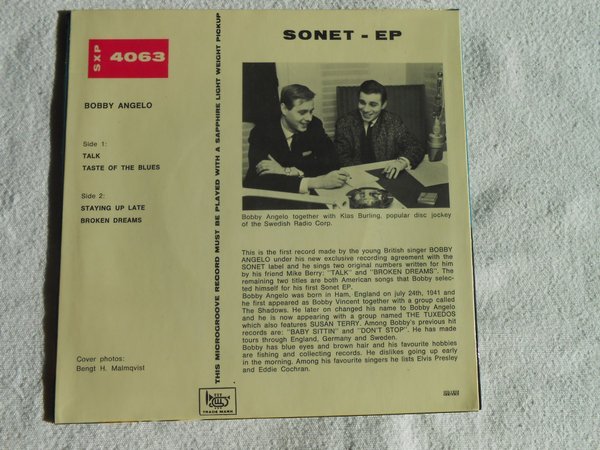 SXP 4063
BOBBY ANGELO
Side 1:
TALK
TASTE OF THE BLUES
Side 2:
STAYING UP LATE
BROKEN DREAMS
Cover photos:
Bengt H. Malmqvist
THIS MICROGROOVE RECORD MUST BE PLAYED WITH A SAPPHIRE LIGHT WEIGHT PICKUP
TRADE MARK
SONET - EP
Bobby Angelo together with Klas Burling, popular disc jockey
of the Swedish Radio Corp.
This is the first record made by the young British singer BOBBY
ANGELO under his new exclusive recording agreement with the
SONET label and he sings two original numbers written for him
by his friend Mike Berry: "TALK" and "BROKEN DREAMS". The
remaining two titles are both American songs that Bobby selec-
ted himself for his first Sonet EP.
Bobby Angelo was born in Ham, England on july 24th, 1941 and
he first appeared as Bobby Vincent together with a group called
The Shadows. He later on changed his name to Bobby Angelo
and he is now appearing with a group named THE TUXEDOS
which also features SUSAN TERRY. Among Bobby's previous hit
records are: "BABY SITTIN" and "DON'T STOP". He has made
tours through England, Germany and Sweden.
Bobby has blue eyes and brown hair and his favourite hobbies
are fishing and collecting records. He dislikes going up early
in the morning. Among his favourite singers he lists Elvis Presley
and Eddie Cochran.